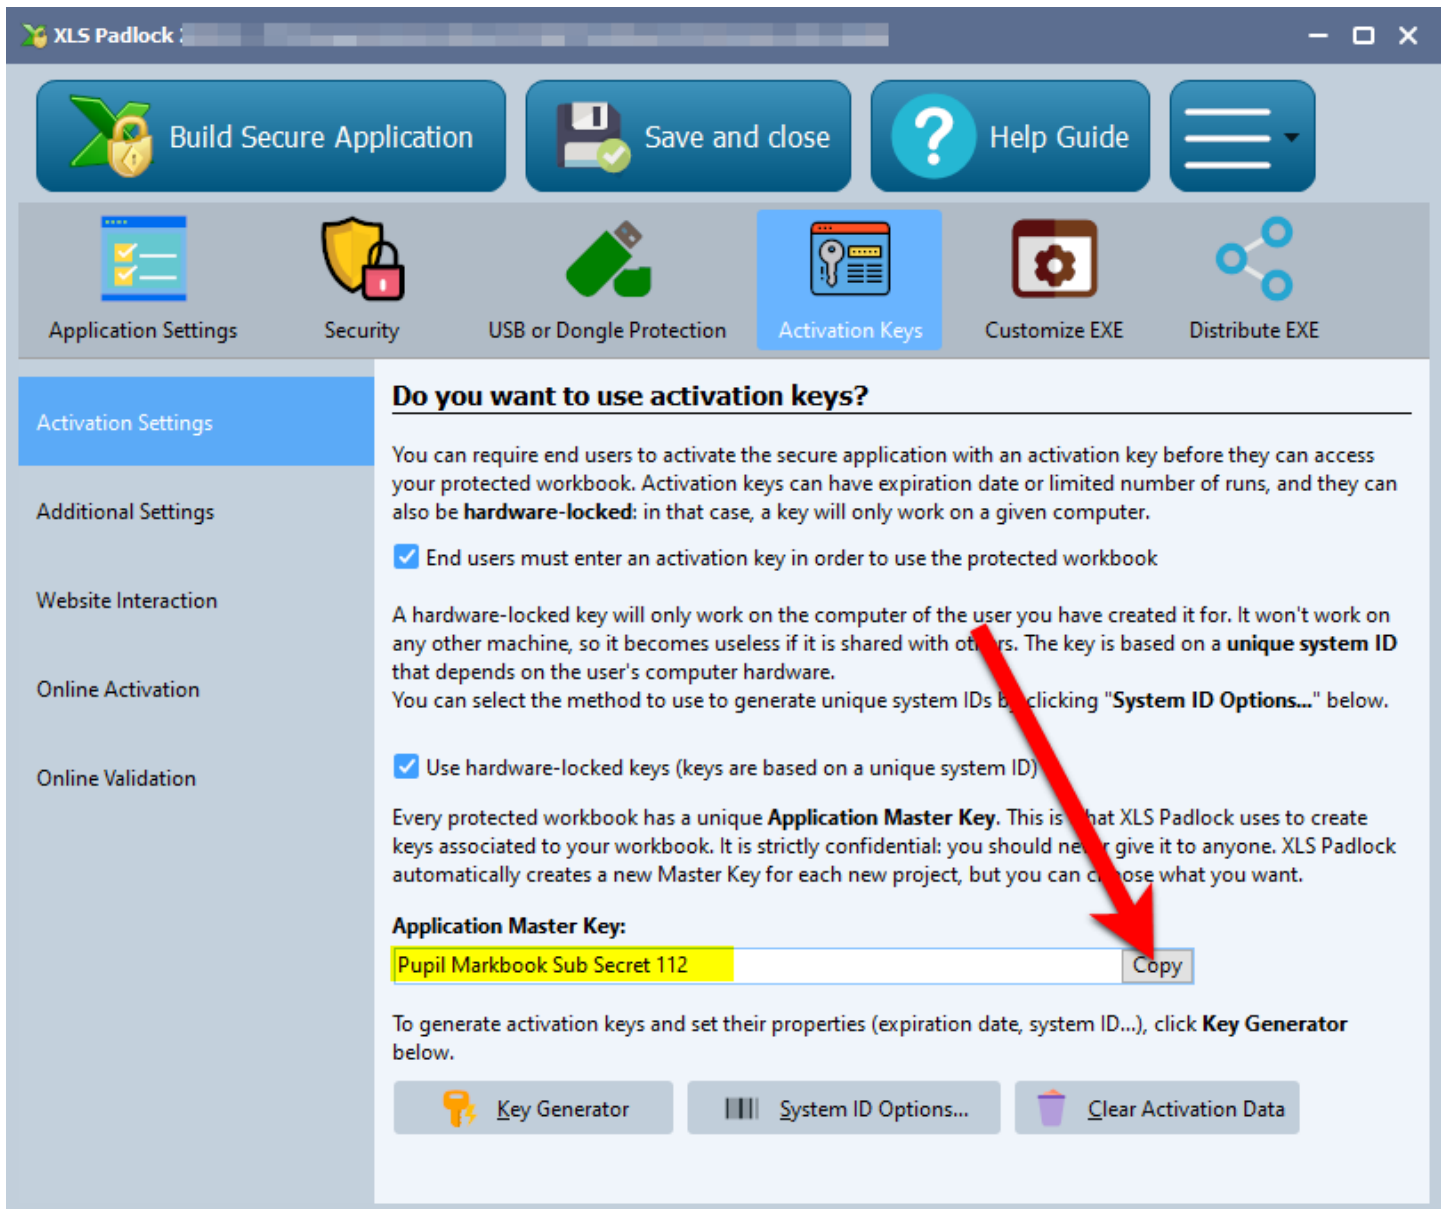 XLS Padlock
Build Secure Application
Save and close
Help Guide
Application Settings
Security
USB or Dongle Protection
Activation Keys
Customize EXE
Distribute EXE
Activation Settings
Additional Settings
Website Interaction
Online Activation
Online Validation
Do you want to use activation keys?
You can require end users to activate the secure application with an activation key before they can access
your protected workbook. Activation keys can have expiration date or limited number of runs, and they can
also be hardware-locked: in that case, a key will only work on a given computer.
End users must enter an activation key in order to use the protected workbook
A hardware-locked key will only work on the computer of the user you have created it for. It won't work on
any other machine, so it becomes useless if it is shared with others. The key is based on a unique system ID
that depends on the user's computer hardware.
You can select the method to use to generate unique system IDs by clicking "System ID Options..." below.
Use hardware-locked keys (keys are based on a unique system ID)
Every protected workbook has a unique Application Master Key. This is what XLS Padlock uses to create
keys associated to your workbook. It is strictly confidential: you should never give it to anyone. XLS Padlock
automatically creates a new Master Key for each new project, but you can choose what you want.
Application Master Key:
Pupil Markbook Sub Secret 112
Copy
To generate activation keys and set their properties (expiration date, system ID...), click Key Generator
below.
Key Generator
System ID Options...
Clear Activation Data